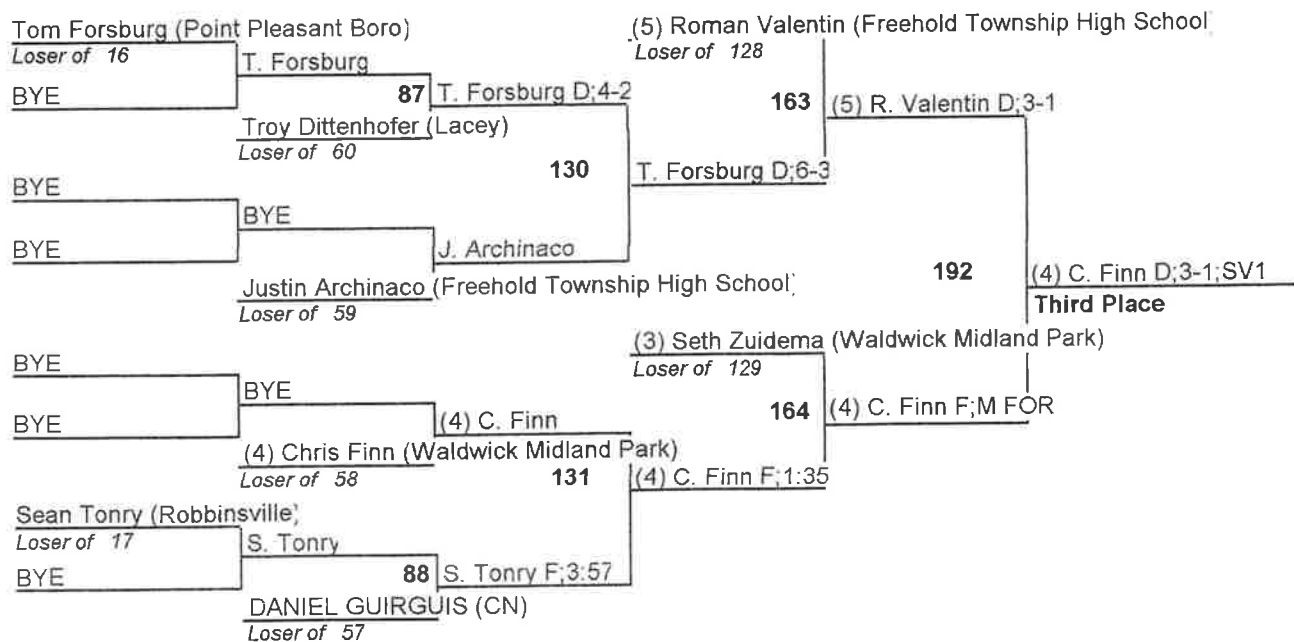 Tom Forsburg (Point Pleasant Boro)
Loser of 16
BYE
T. Forsburg
87
Troy Dittenhofer (Lacey)
Loser of 60
T. Forsburg D;4-2
130
BYE
BYE
BYE
Justin Archinaco (Freehold Township High School)
Loser of 59
J. Archinaco
T. Forsburg D;6-3
(5) Roman Valentin (Freehold Township High School
Loser of 128
163
(5) R. Valentin D;3-1
192
(4) C. Finn D;3-1;SV1
Third Place
BYE
BYE
BYE
(4) Chris Finn (Waldwick Midland Park)
Loser of 58
(4) C. Finn
131
Sean Tonry (Robbinsville)
Loser of 17
BYE
S. Tonry
88
DANIEL GUIRGUIS (CN)
Loser of 57
S. Tonry F;3:57
(4) C. Finn F;1:35
(3) Seth Zuidema (Waldwick Midland Park)
Loser of 129
164
(4) C. Finn F;M FOR